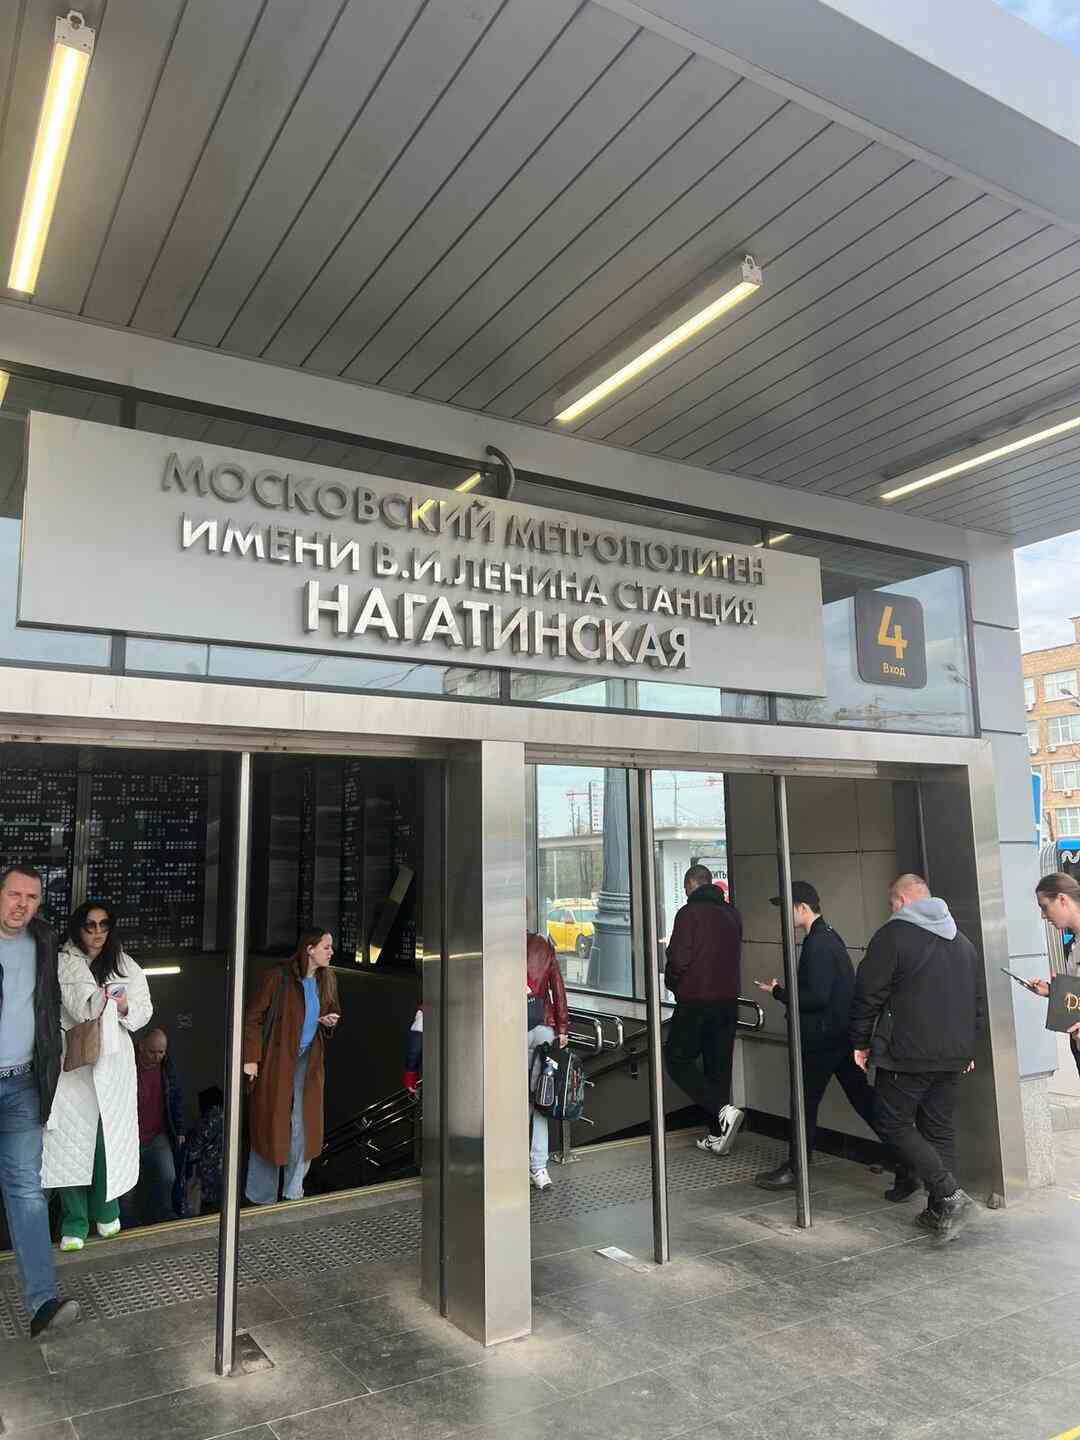 МОСКОВСКИЙ МЕТРОПОЛИТЕН
ИМЕНИ В.И.ЛЕНИНА СТАНЦИЯ
НАГАТИНСКАЯ
4
Вход